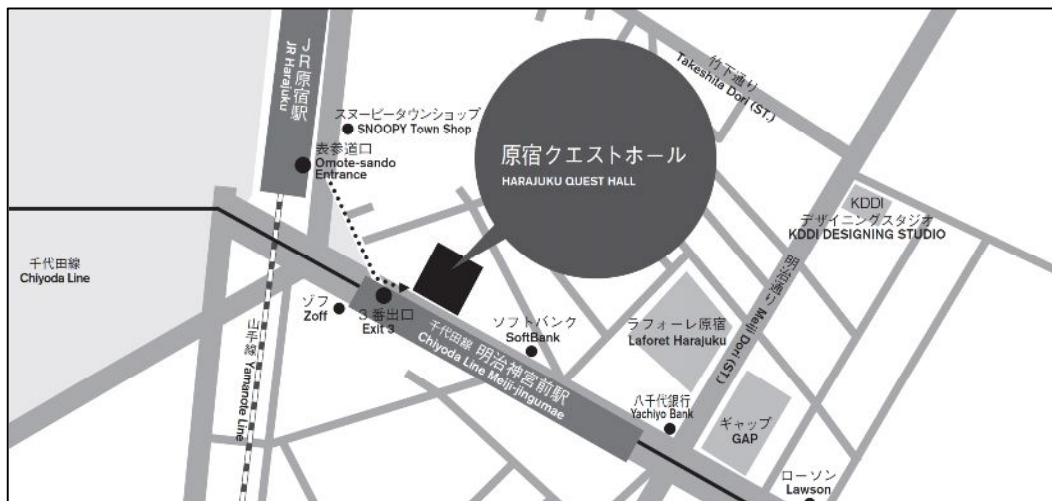 JR原宿駅
JR Harajuku
スヌーピータウンショップ
SNOOPY Town Shop
表参道口
Omote-sando
Entrance
原宿クエストホール
HARAJUKU QUEST HALL
竹下通り
Takeshita Dori (ST.)
KDDI
デザイニングスタジオ
KDDI DESIGNING STUDIO
千代田線
Chiyoda Line
ゾフ
Zoff
3番出口
Exit 3
千代田線 明治神宮前駅
Chiyoda Line Meiji-jingumae
ソフトバンク
SoftBank
ラフォーレ原宿
Laforet Harajuku
明治通り Meiji Dori (ST.)
山手線 Yamanote Line
八千代銀行
Yachiyo Bank
ギャップ
GAP
ローソン
Lawson